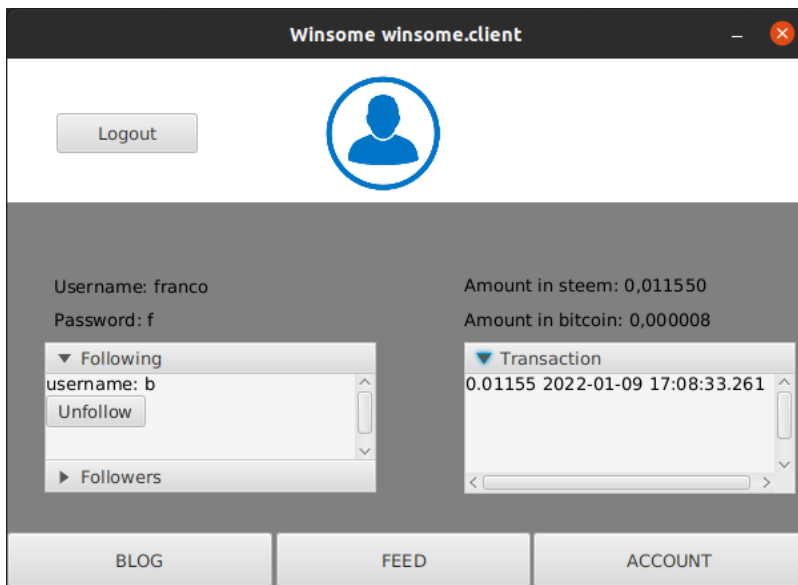 Winsome winsome.client
Logout
Username: franco
Password: f
Following
username: b
Unfollow
Followers
Amount in steem: 0,011550
Amount in bitcoin: 0,000008
Transaction
0.01155 2022-01-09 17:08:33.261
BLOG
FEED
ACCOUNT